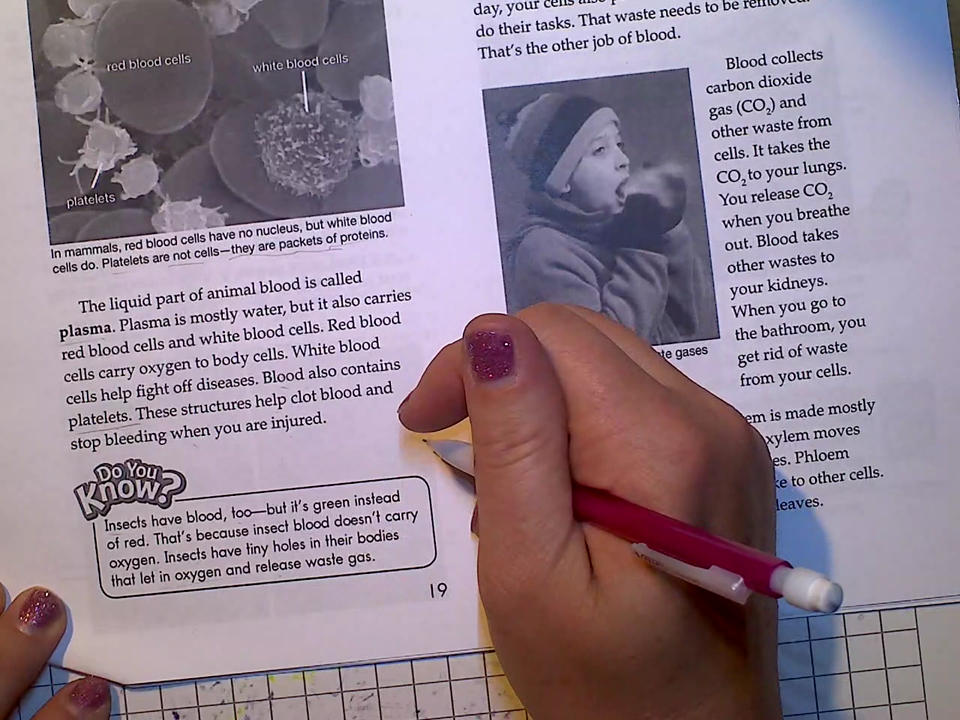 red blood cells
white blood cells
platelets
In mammals, red blood cells have no nucleus, but white blood
cells do. Platelets are not cells—they are packets of proteins.
The liquid part of animal blood is called
plasma. Plasma is mostly water, but it also carries
red blood cells and white blood cells. Red blood
cells carry oxygen to body cells. White blood
cells help fight off diseases. Blood also contains
platelets. These structures help clot blood and
stop bleeding when you are injured.
Do You
Know?
Insects have blood, too—but it's green instead
of red. That's because insect blood doesn't carry
oxygen. Insects have tiny holes in their bodies
that let in oxygen and release waste gas.
19
day, your cells also
do their tasks. That waste needs to be removed.
That's the other job of blood.
Blood collects
carbon dioxide
gas (CO₂) and
other waste from
cells. It takes the
CO₂ to your lungs.
You release CO₂
when you breathe
out. Blood takes
other wastes to
your kidneys.
When you go to
the bathroom, you
get rid of waste
from your cells.
gases
is made mostly
xylem moves
Phloem
to other cells.
leaves.